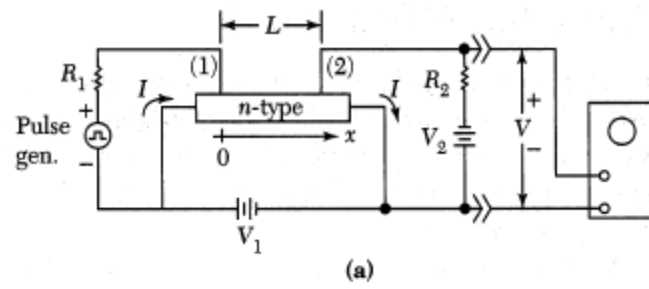 L
R1
I
(1)
(2)
I
R2
+
n-type
+
Pulse
gen.
V
V2
−
−
0
x
V1
(a)